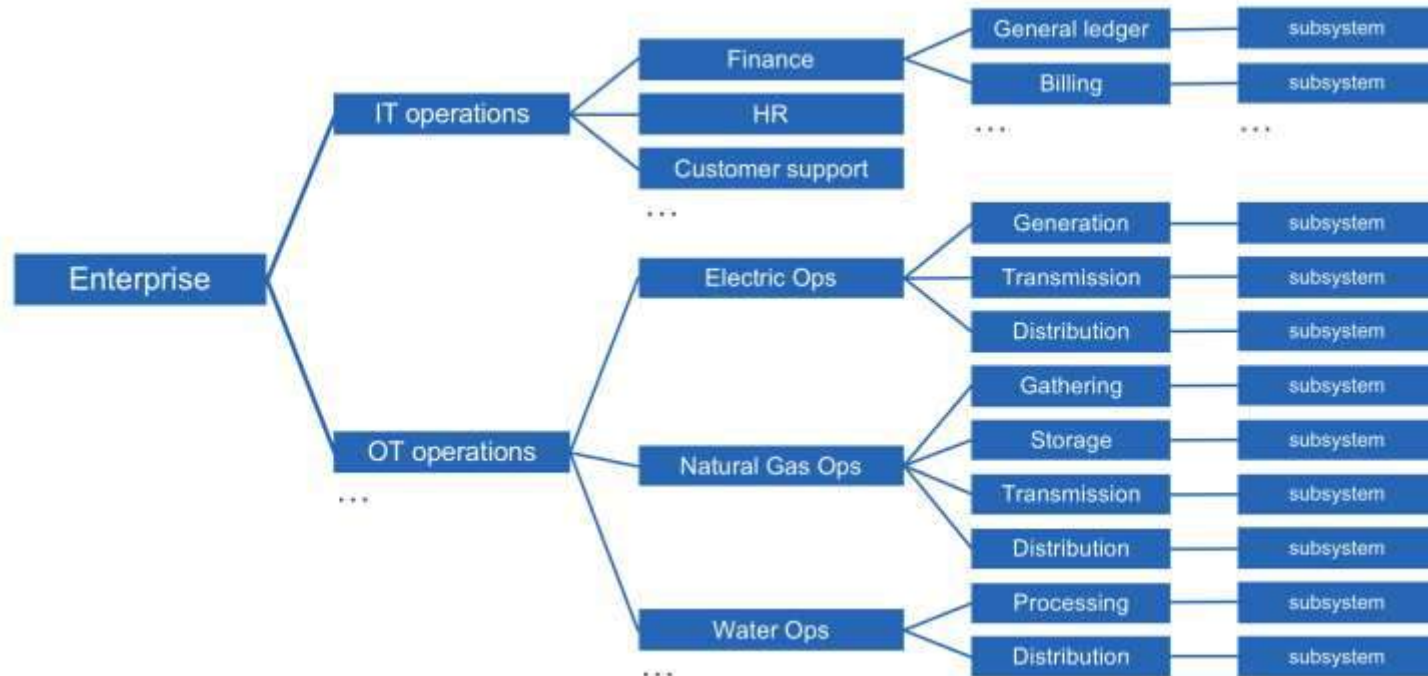 General ledger
subsystem
Finance
Billing
subsystem
IT operations
HR
...
...
Customer support
...
Generation
subsystem
Enterprise
Electric Ops
Transmission
subsystem
Distribution
subsystem
Gathering
subsystem
OT operations
Storage
subsystem
Natural Gas Ops
...
Transmission
subsystem
Distribution
subsystem
Processing
subsystem
Water Ops
Distribution
subsystem
...